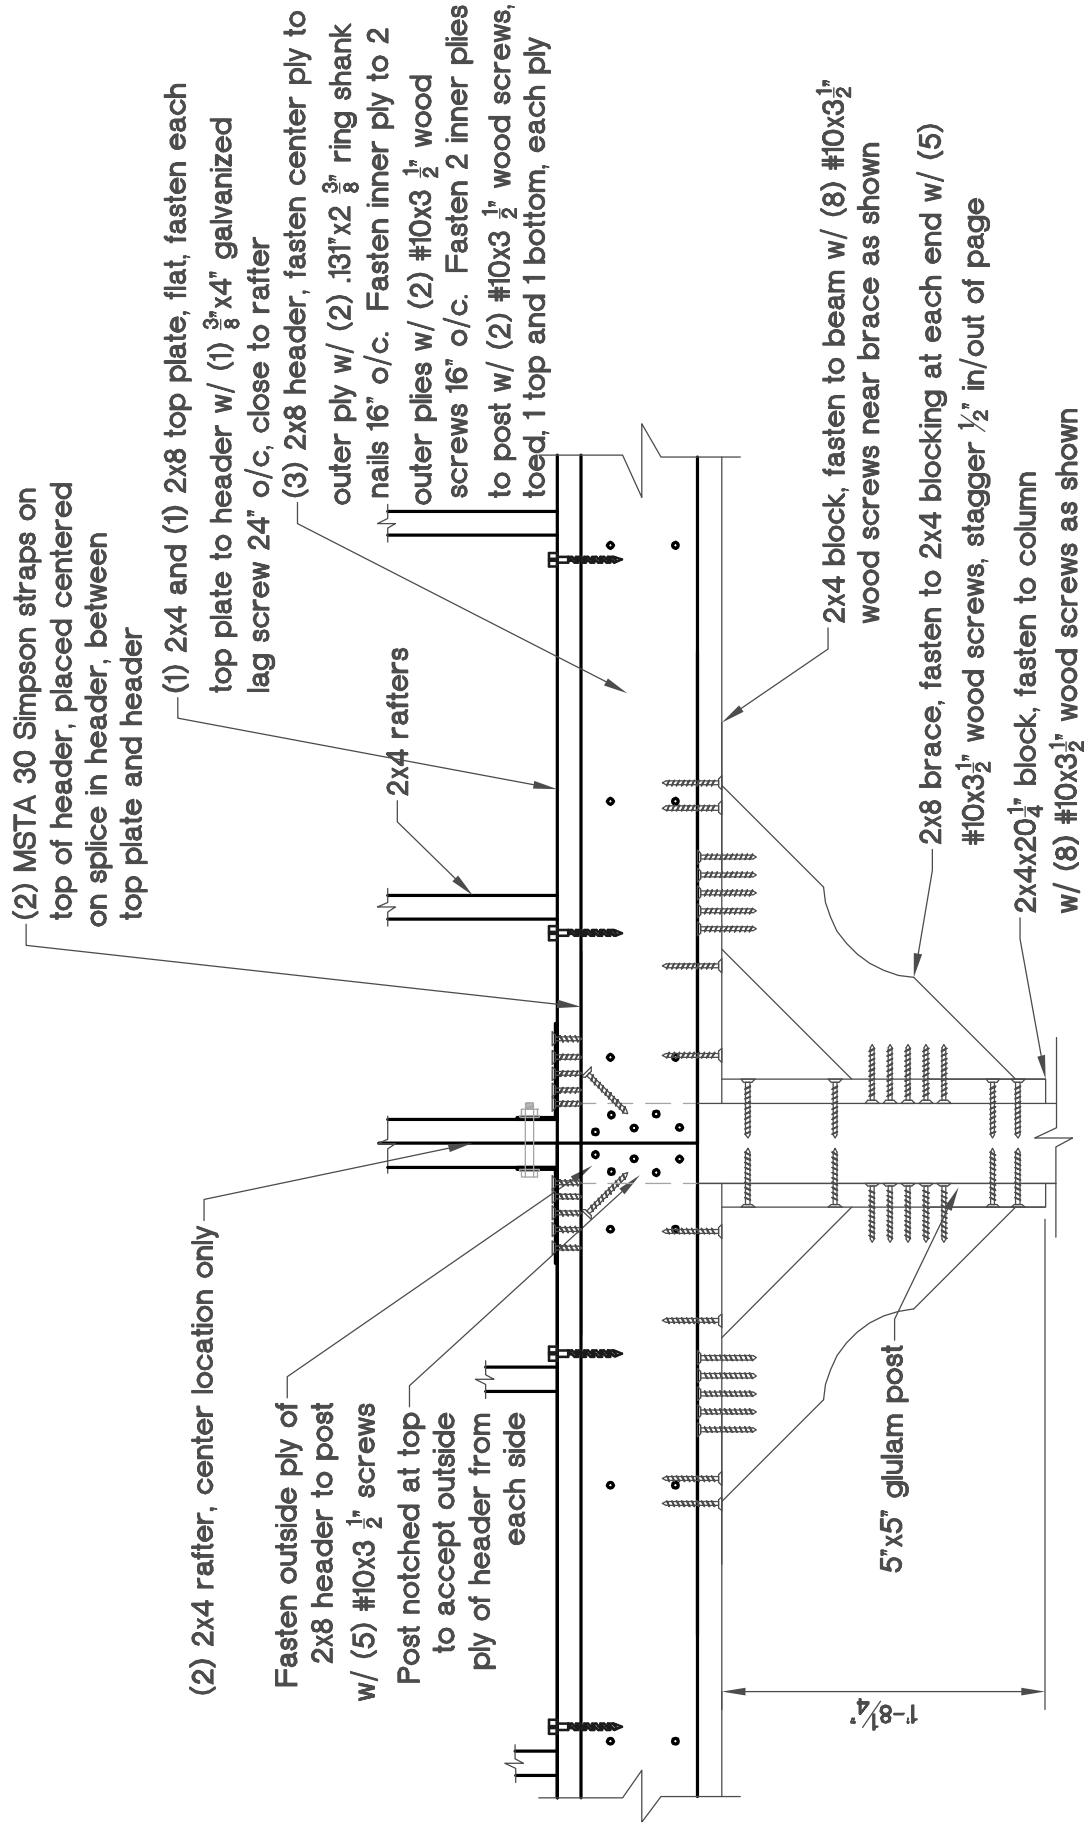 (2) MSTA 30 Simpson straps on
top of header, placed centered
on splice in header, between
top plate and header
(1) 2x4 and (1) 2x8 top plate, flat, fasten each
top plate to header w/ (1) 3/8"x4" galvanized
lag screw 24" o/c, close to rafter
(3) 2x8 header, fasten center ply to
outer ply w/ (2) .131"x2 3/8" ring shank
nails 16" o/c. Fasten inner ply to 2
outer plies w/ (2) #10x3 1/2" wood
screws 16" o/c. Fasten 2 inner plies
to post w/ (2) #10x3 1/2" wood screws,
toed, 1 top and 1 bottom, each ply
2x4 rafters
(2) 2x4 rafter, center location only
Fasten outside ply of
2x8 header to post
w/ (5) #10x3 1/2" screws
Post notched at top
to accept outside
ply of header from
each side
2x4 block, fasten to beam w/ (8) #10x3 1/2"
wood screws near brace as shown
2x8 brace, fasten to 2x4 blocking at each end w/ (5)
#10x3 1/2" wood screws, stagger 1/2" in/out of page
2x4x20 1/4" block, fasten to column
w/ (8) #10x3 1/2" wood screws as shown
5"x5" glulam post
1'-8 1/4"